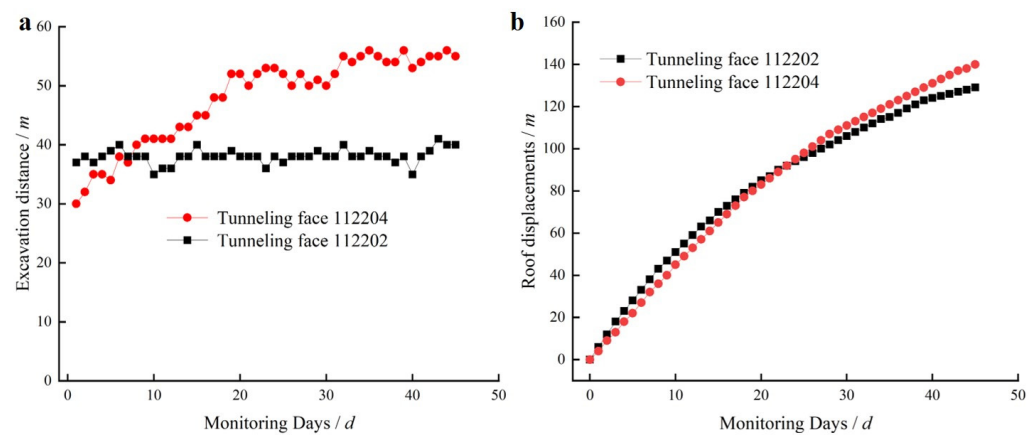 a
60
50
40
30
20
10
0
0
10
20
30
40
50
Excavation distance / m
Monitoring Days / d
Tunneling face 112204
Tunneling face 112202
b
160
140
120
100
80
60
40
20
0
0
10
20
30
40
50
Roof displacements / m
Monitoring Days / d
Tunneling face 112202
Tunneling face 112204